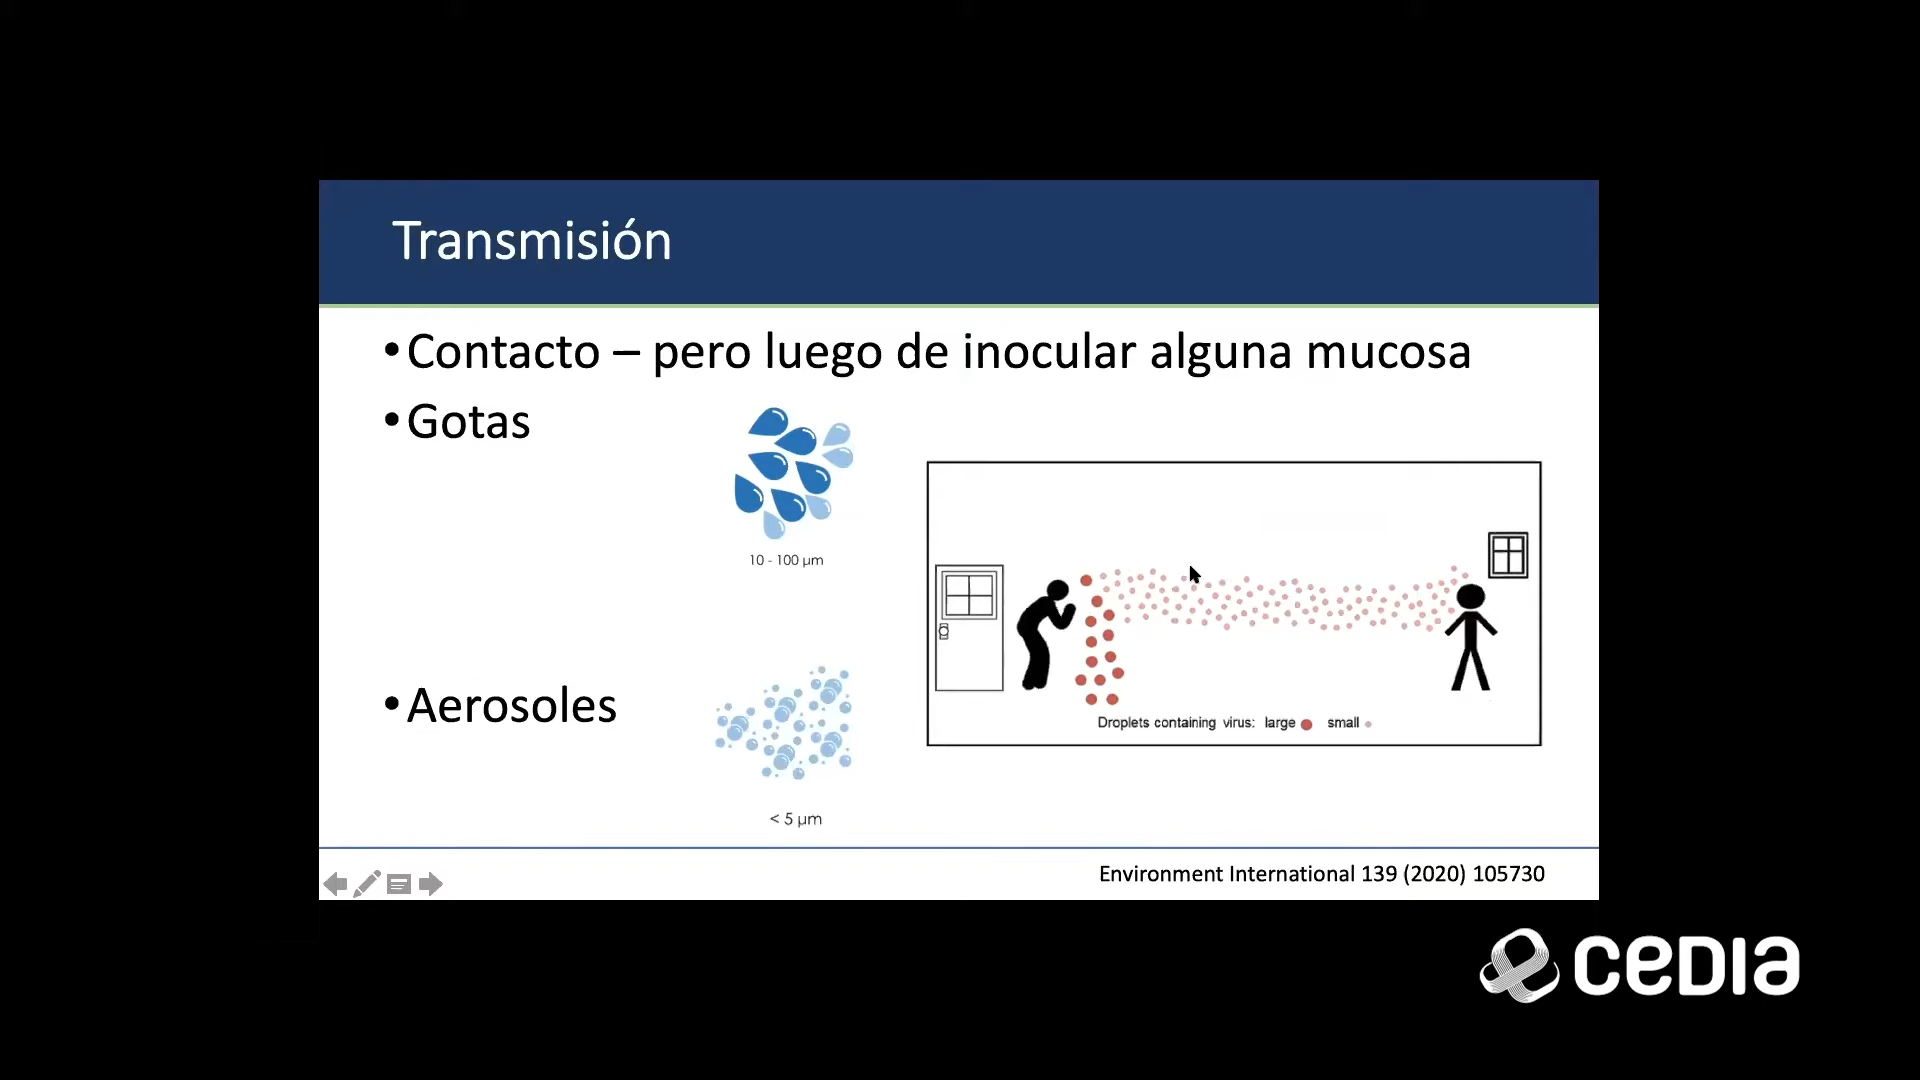 Transmisión
•Contacto – pero luego de inocular alguna mucosa
•Gotas
10 - 100 µm
Droplets containing virus: large small
•Aerosoles
< 5 µm
Environment International 139 (2020) 105730
CEDIA